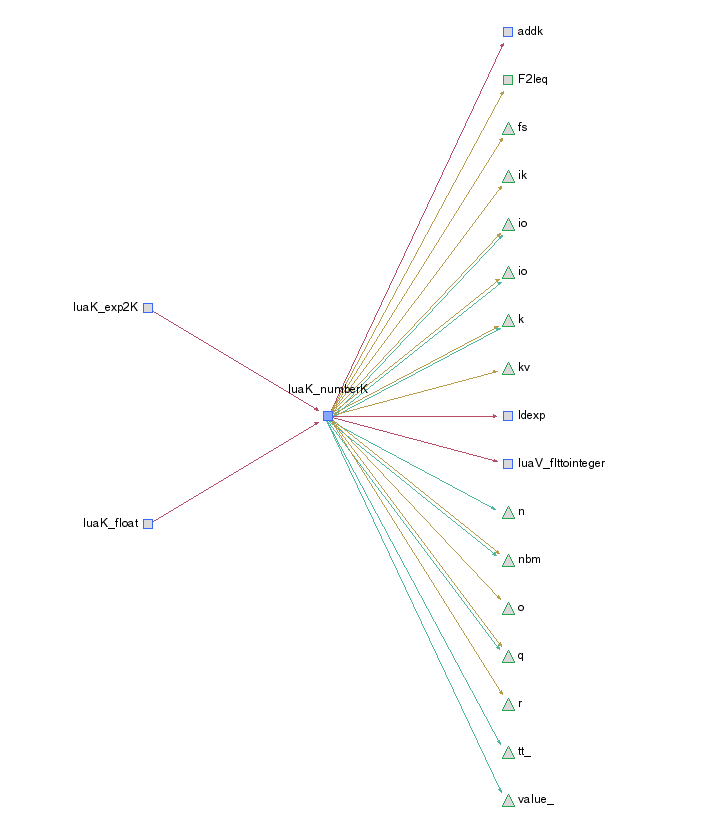 addk
F2Ieq
fs
ik
io
io
luaK_exp2K
k
kv
luaK_numberK
ldexp
luaV_flttointeger
n
luaK_float
nbm
o
q
r
tt_
value_